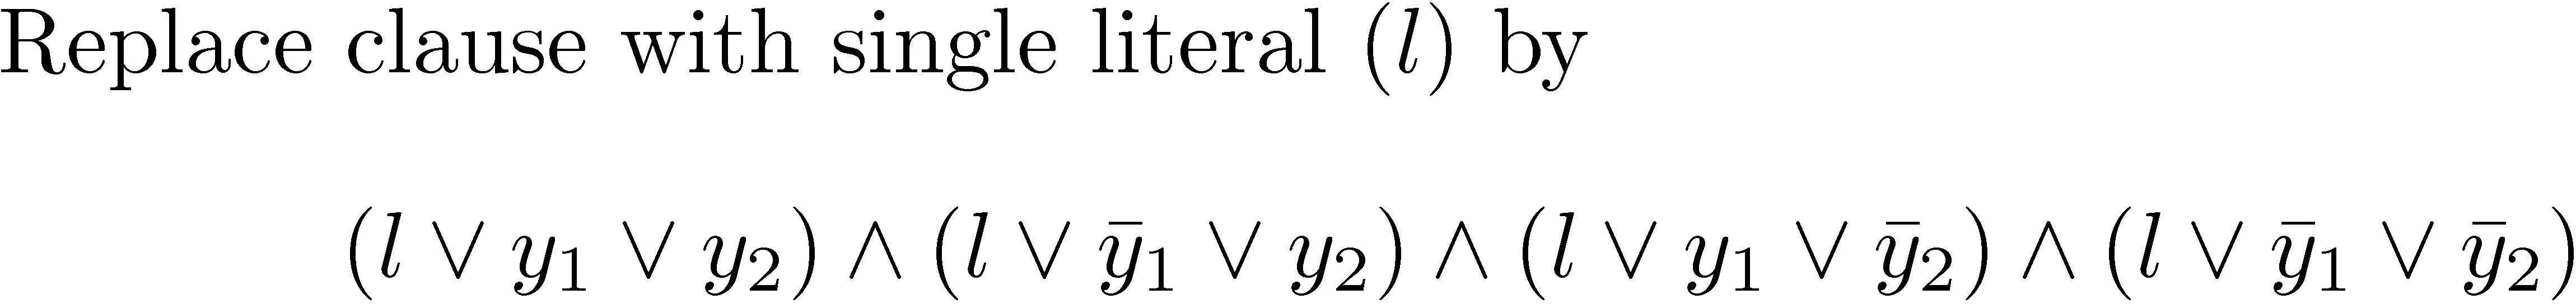 Replace clause with single literal (l) by
(l ∨ y₁ ∨ y₂) ∧ (l ∨ ȳ₁ ∨ y₂) ∧ (l ∨ y₁ ∨ ȳ₂) ∧ (l ∨ ȳ₁ ∨ ȳ₂)